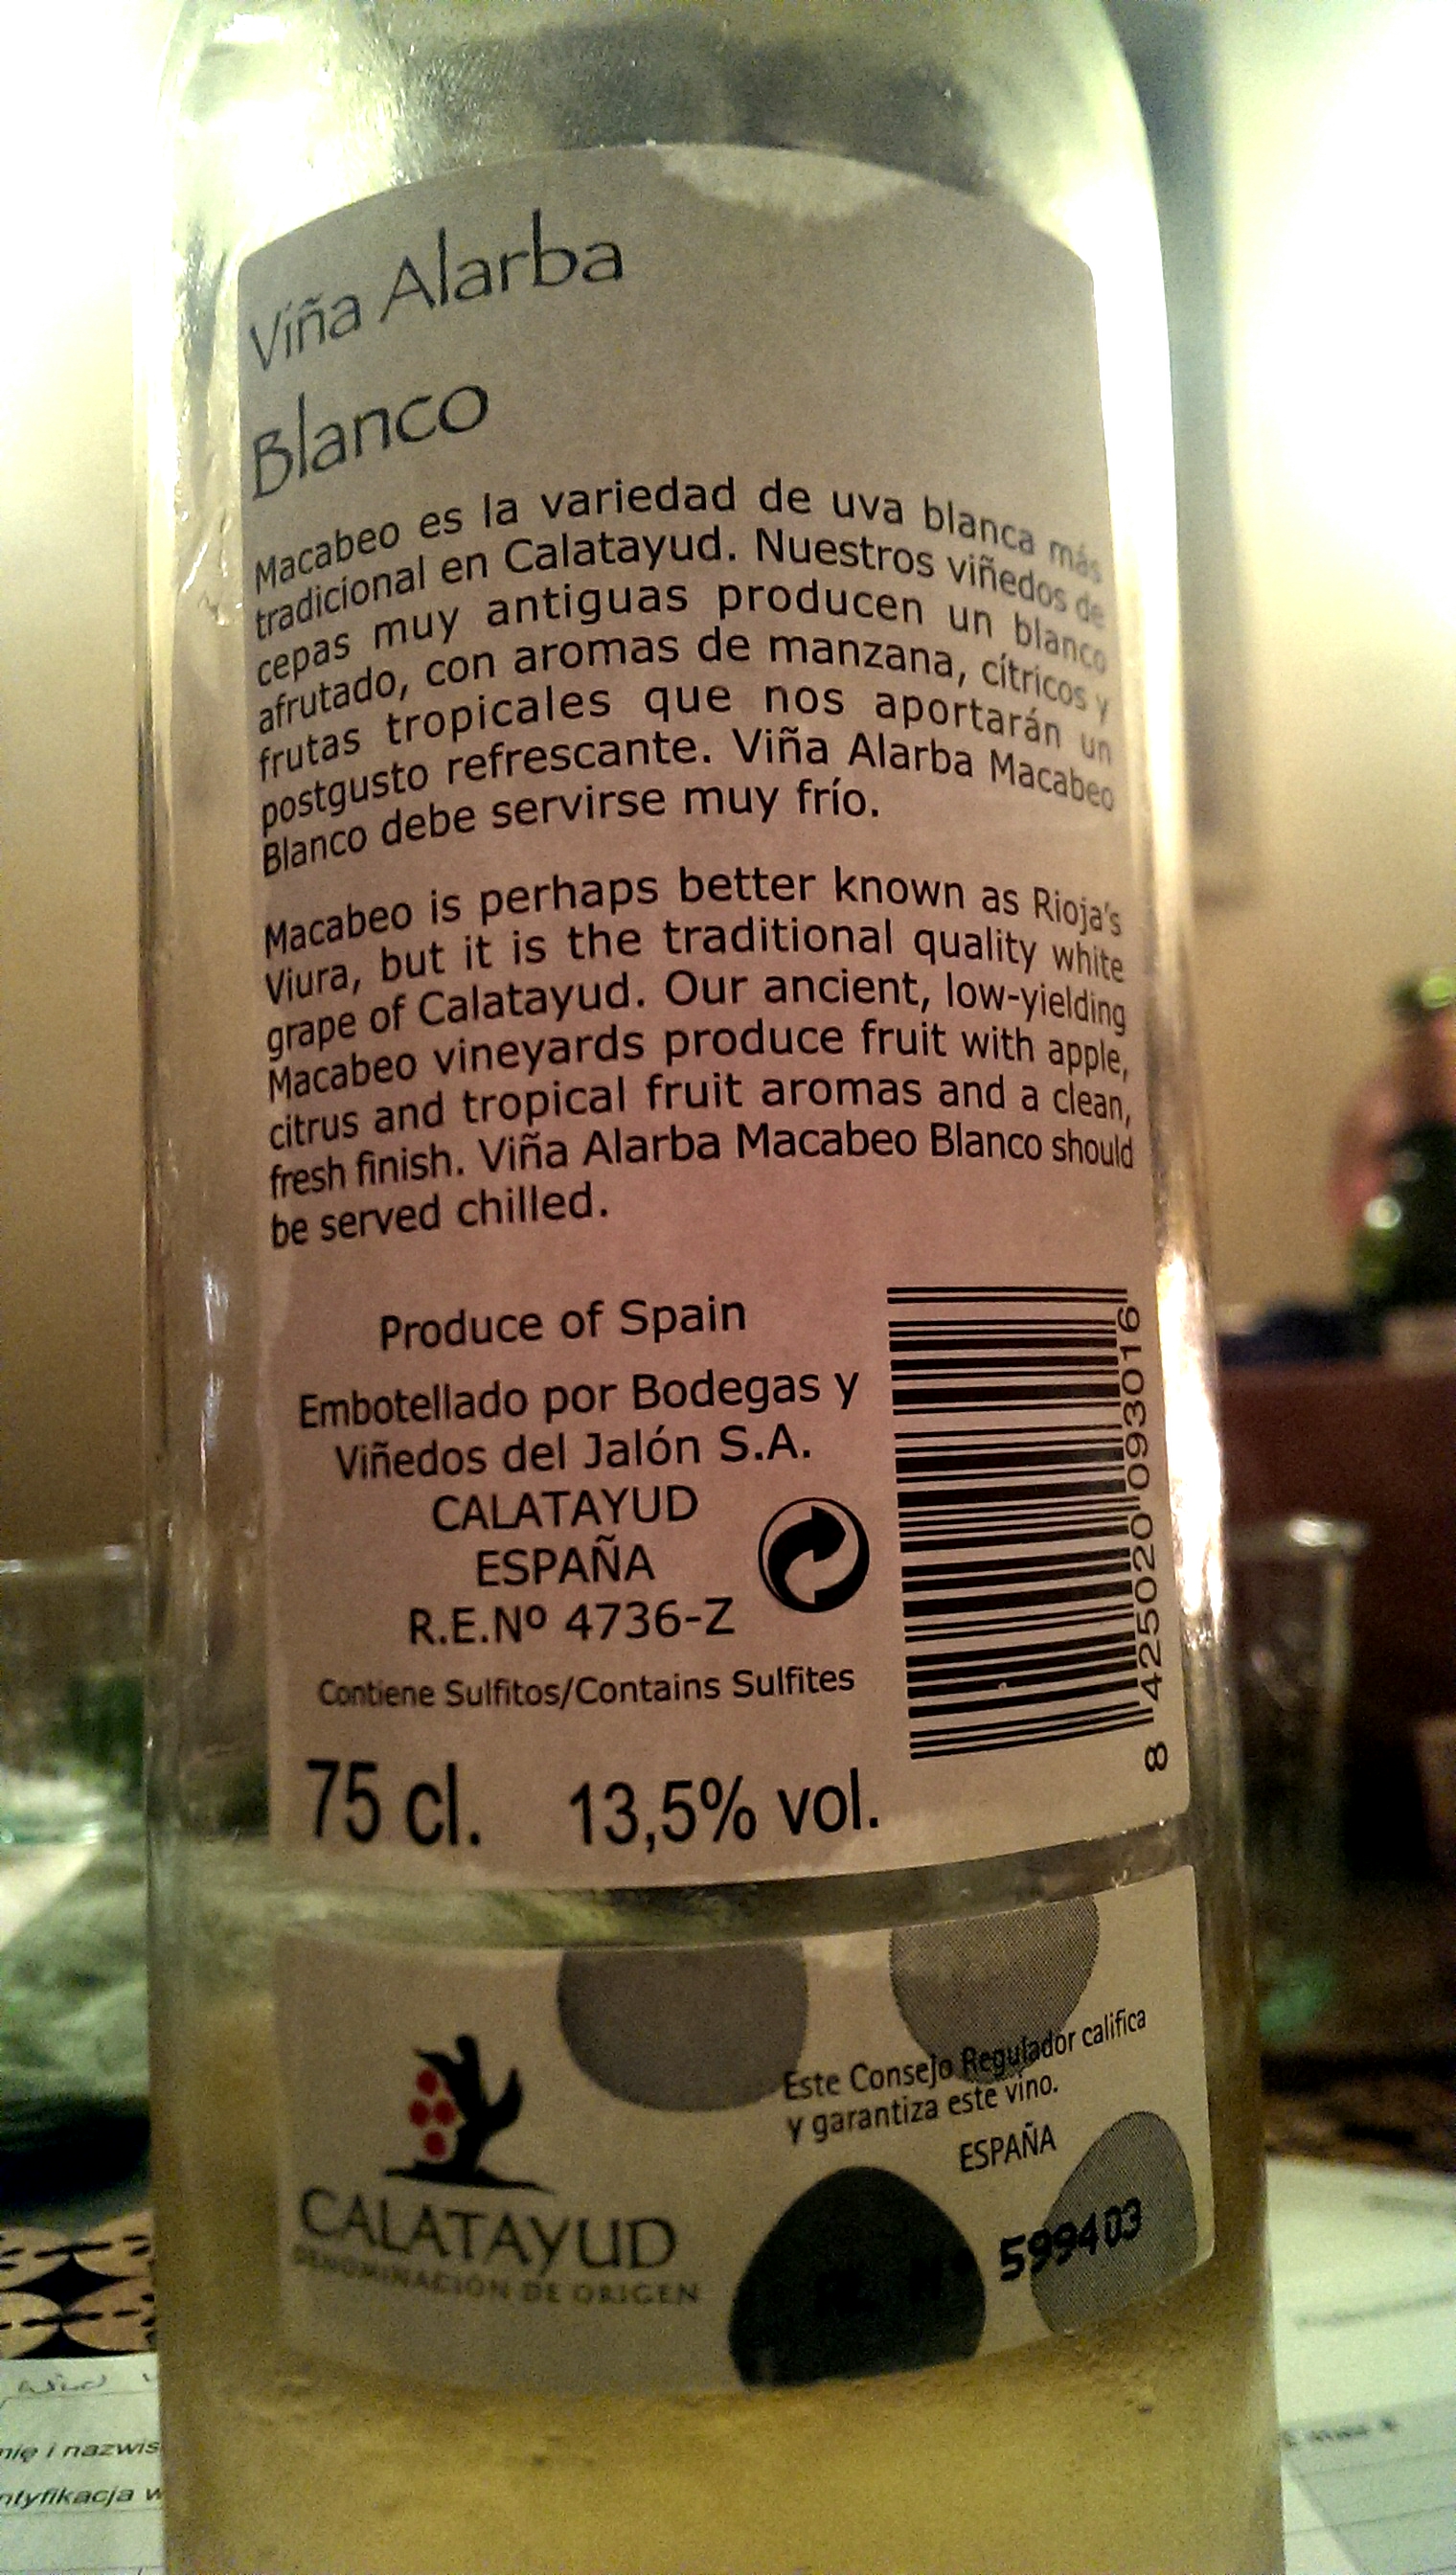 Viña Alarba
Blanco
Macabeo es la variedad de uva blanca más
tradicional en Calatayud. Nuestros viñedos de
cepas muy antiguas producen un blanco
afrutado, con aromas de manzana, cítricos y
frutas tropicales que nos aportarán un
postgusto refrescante. Viña Alarba Macabeo
Blanco debe servirse muy frío.
Macabeo is perhaps better known as Rioja's
Viura, but it is the traditional quality white
grape of Calatayud. Our ancient, low-yielding
Macabeo vineyards produce fruit with apple,
citrus and tropical fruit aromas and a clean,
fresh finish. Viña Alarba Macabeo Blanco should
be served chilled.
Produce of Spain
Embotellado por Bodegas y
Viñedos del Jalón S.A.
CALATAYUD
ESPAÑA
R.E.Nº 4736-Z
Contiene Sulfitos/Contains Sulfites
75 cl. 13,5% vol.
8 425020 093016
Este Consejo Regulador califica
y garantiza este vino.
ESPAÑA
CALATAYUD
DENOMINACIÓN DE ORIGEN
599403
i nazwis